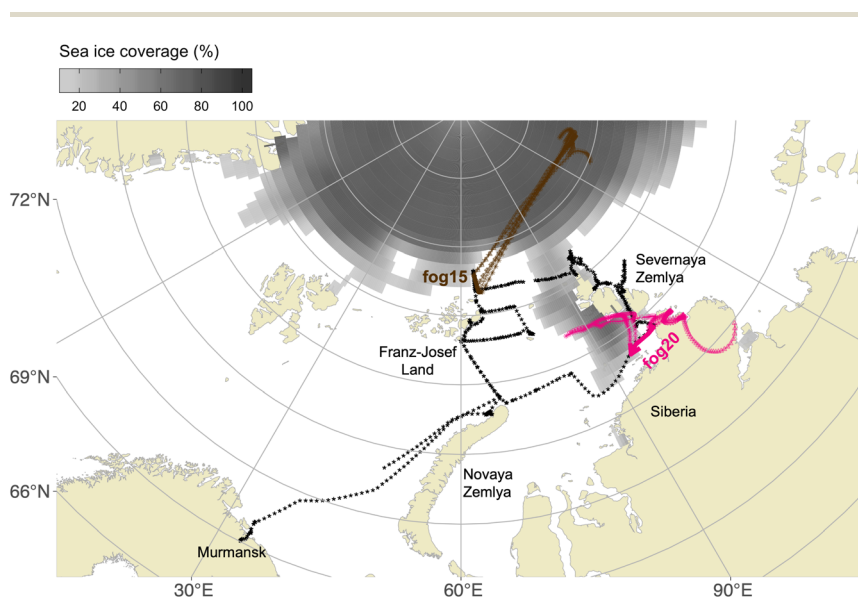 Sea ice coverage (%)
20 40 60 80 100
72°N
fog15
Severnaya
Zemlya
fog20
Franz-Josef
Land
69°N
Siberia
Novaya
Zemlya
66°N
Murmansk
30°E 60°E 90°E